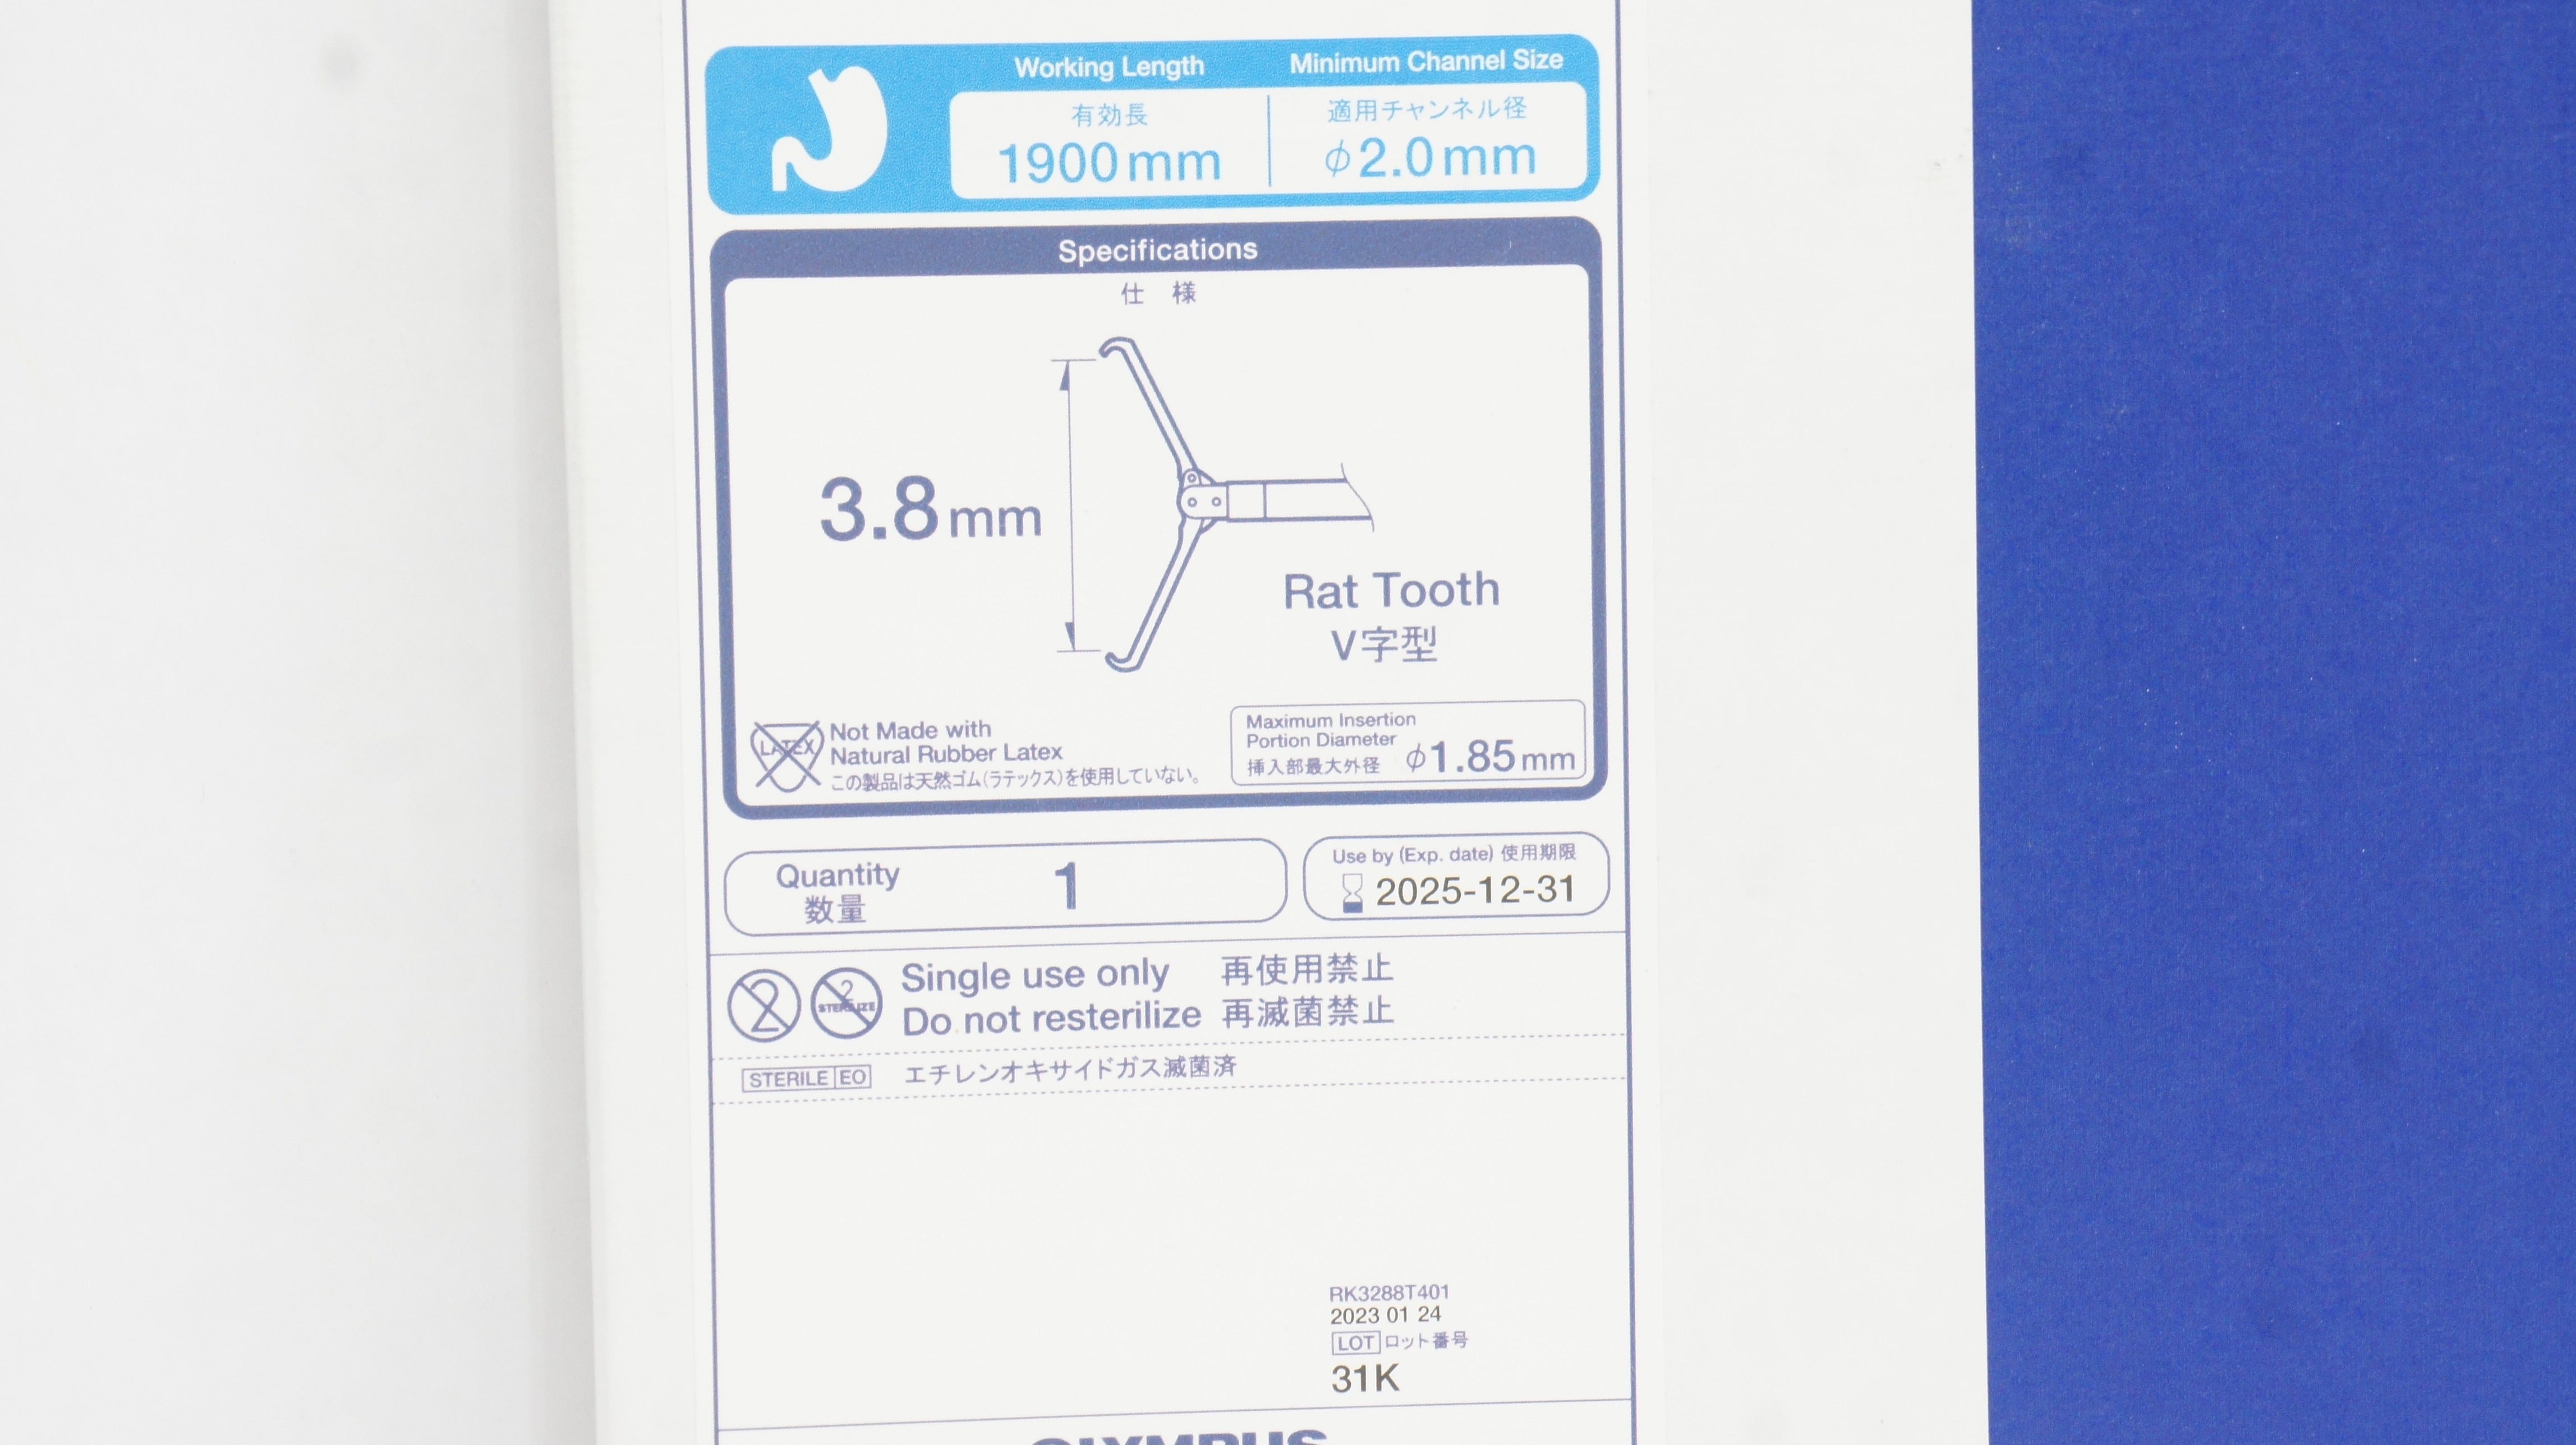 Working Length
Minimum Channel Size
有効長
適用チャンネル径
1900mm
φ2.0mm
Specifications
仕 様
3.8mm
Rat Tooth
V字型
LATEX
Not Made with
Natural Rubber Latex
この製品は天然ゴム(ラテックス)を使用していない。
Maximum Insertion
Portion Diameter
挿入部最大外径 φ1.85mm
Quantity
数量
1
Use by (Exp. date) 使用期限
2025-12-31
2
2
STERILIZE
Single use only 再使用禁止
Do not resterilize 再滅菌禁止
STERILE EO エチレンオキサイドガス滅菌済
RK3288T401
2023 01 24
LOT ロット番号
31K
OLYMPUS